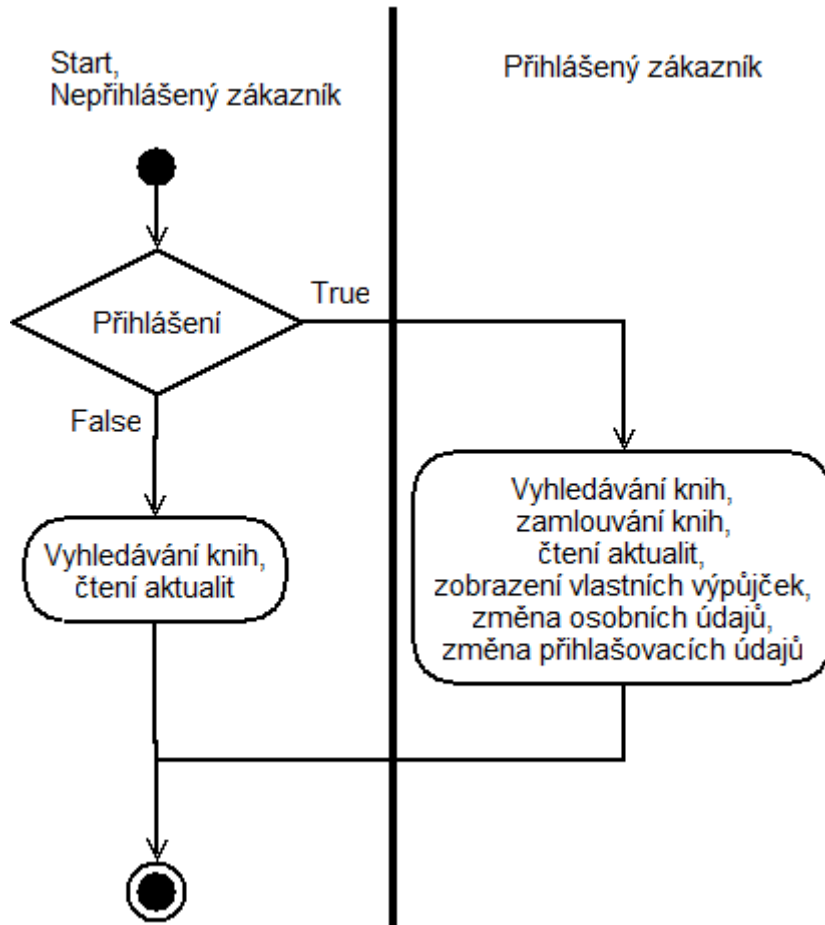 Start,
Nepřihlášený zákazník
Přihlášený zákazník
Přihlášení
True
False
Vyhledávání knih,
čtení aktualit
Vyhledávání knih,
zamlouvání knih,
čtení aktualit,
zobrazení vlastních výpůjček,
změna osobních údajů,
změna přihlašovacích údajů